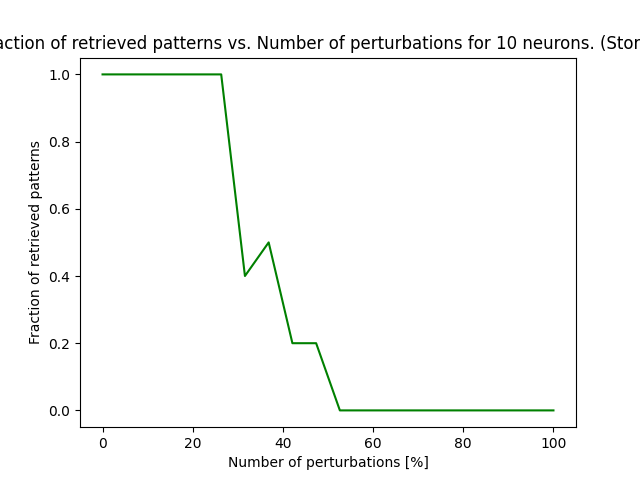 action of retrieved patterns vs. Number of perturbations for 10 neurons. (Stor
1.0
0.8
0.6
0.4
0.2
0.0
Fraction of retrieved patterns
0 20 40 60 80 100
Number of perturbations [%]